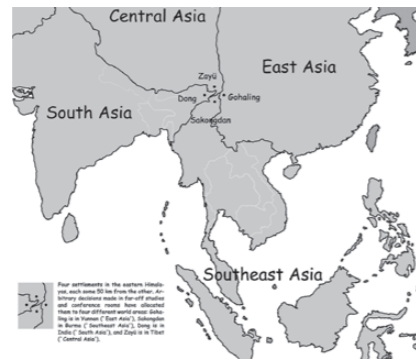 Central Asia
East Asia
Zayü
Dong
Gohaling
South Asia
Sakongdan
Southeast Asia
Four settlements in the eastern Himala-
yas, each some 50 km from the other. Ar-
bitrary decisions made in far-off studies
and conference rooms have allocated
them to four different world areas: Goha-
ling is in Yunnan (‘East Asia’), Sakongdan
in Burma (‘Southeast Asia’), Dong is in
India (‘South Asia’), and Zayü is in Tibet
(‘Central Asia’).